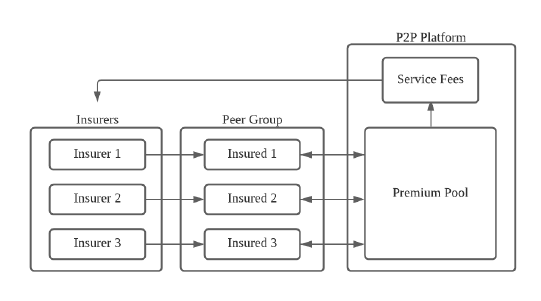 P2P Platform
Service Fees
Insurers
Peer Group
Insurer 1
Insured 1
Insurer 2
Insured 2
Premium Pool
Insurer 3
Insured 3